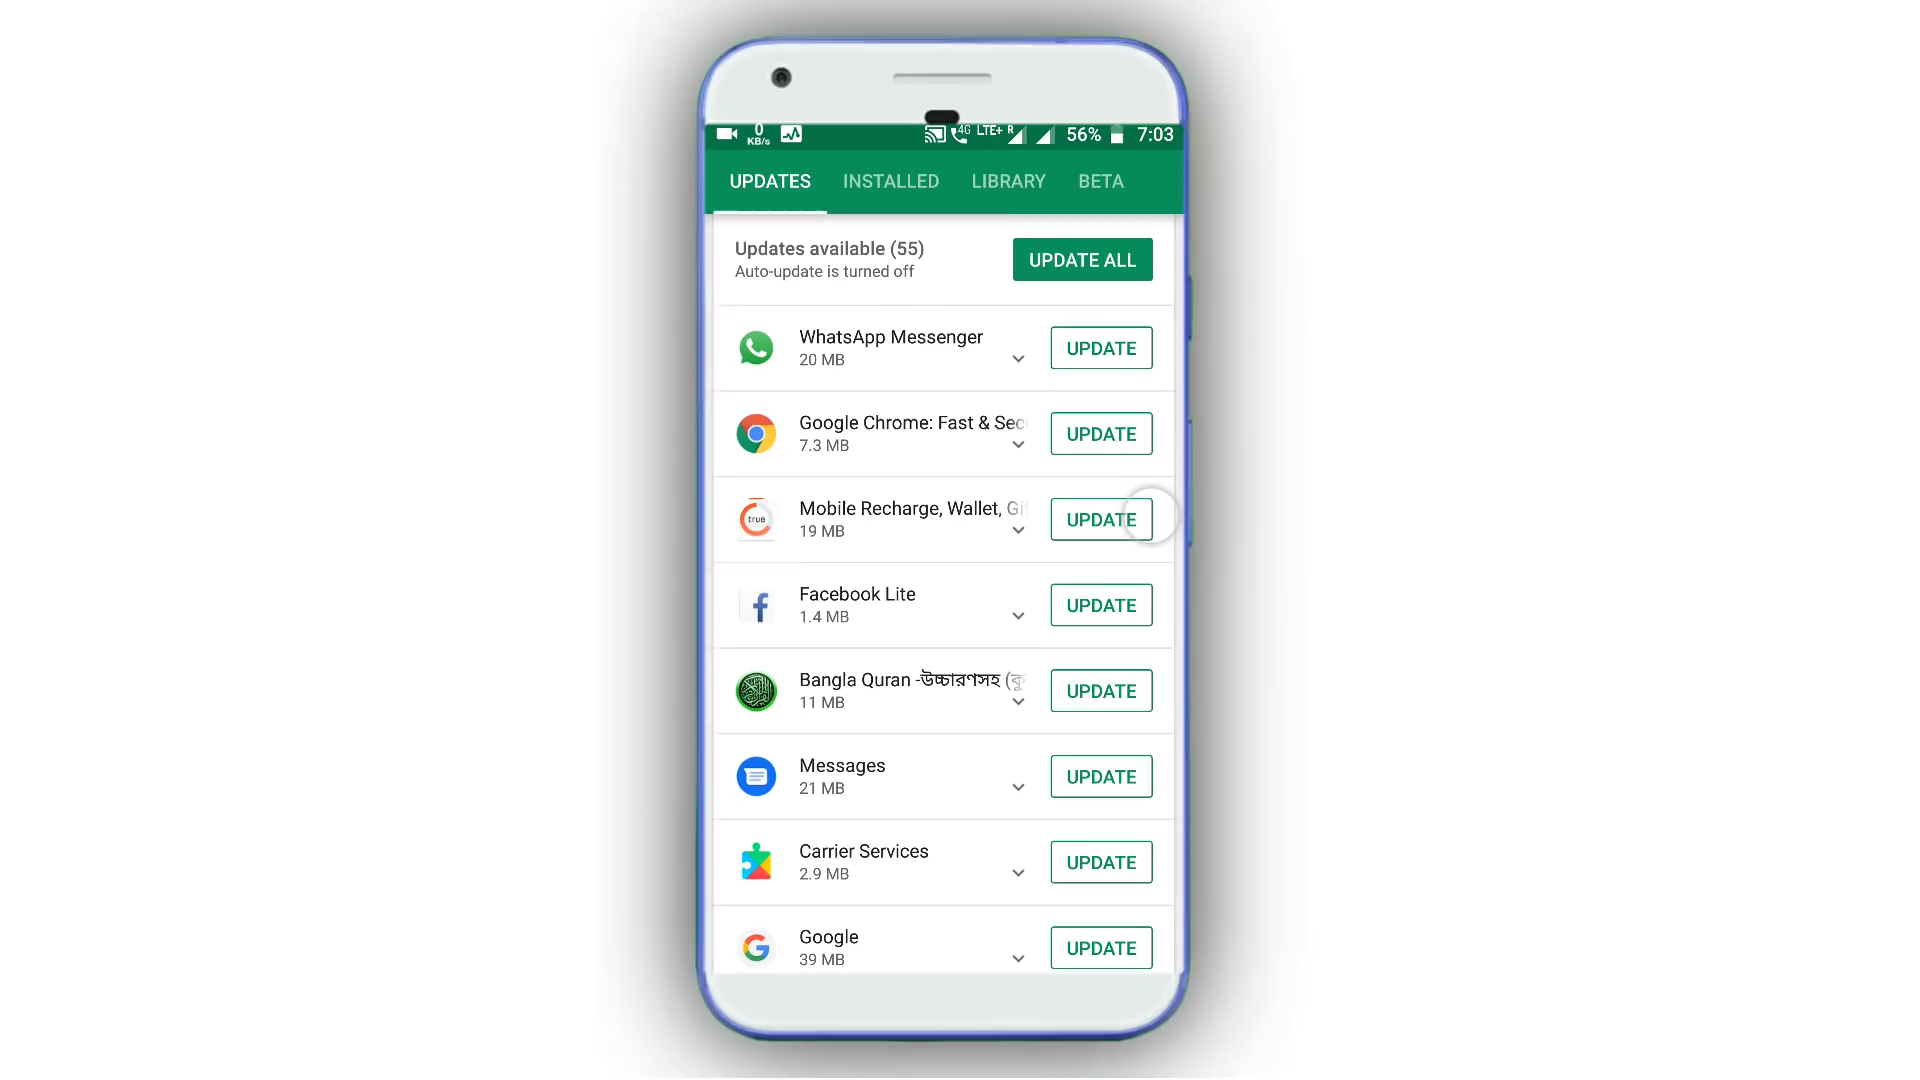 0
KB/s
4G LTE+ R 56% 7:03
UPDATES INSTALLED LIBRARY BETA
Updates available (55)
Auto-update is turned off
UPDATE ALL
WhatsApp Messenger
20 MB
UPDATE
Google Chrome: Fast & Sec
7.3 MB
UPDATE
true
Mobile Recharge, Wallet, Gi
19 MB
UPDATE
Facebook Lite
1.4 MB
UPDATE
Bangla Quran -উচ্চারণসহ (কু
11 MB
UPDATE
Messages
21 MB
UPDATE
Carrier Services
2.9 MB
UPDATE
Google
39 MB
UPDATE